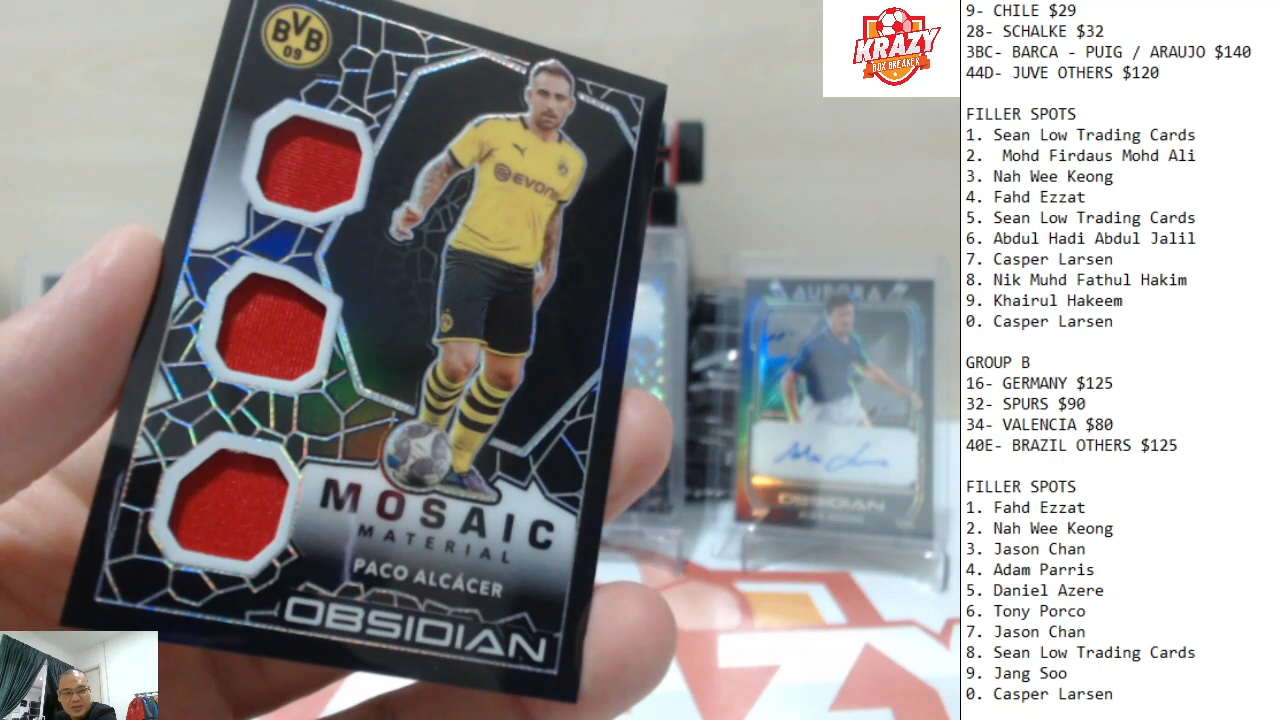 BVB
09
EVONI
MOSAIC
MATERIAL
PACO ALCÁCER
OBSIDIAN
AURORA
OBSIDIAN
KRAZY
BOX BREAKER
9- CHILE $29
28- SCHALKE $32
3BC- BARCA - PUIG / ARAUJO $140
44D- JUVE OTHERS $120
FILLER SPOTS
1. Sean Low Trading Cards
2.  Mohd Firdaus Mohd Ali
3. Nah Wee Keong
4. Fahd Ezzat
5. Sean Low Trading Cards
6. Abdul Hadi Abdul Jalil
7. Casper Larsen
8. Nik Muhd Fathul Hakim
9. Khairul Hakeem
0. Casper Larsen
GROUP B
16- GERMANY $125
32- SPURS $90
34- VALENCIA $80
40E- BRAZIL OTHERS $125
FILLER SPOTS
1. Fahd Ezzat
2. Nah Wee Keong
3. Jason Chan
4. Adam Parris
5. Daniel Azere
6. Tony Porco
7. Jason Chan
8. Sean Low Trading Cards
9. Jang Soo
0. Casper Larsen